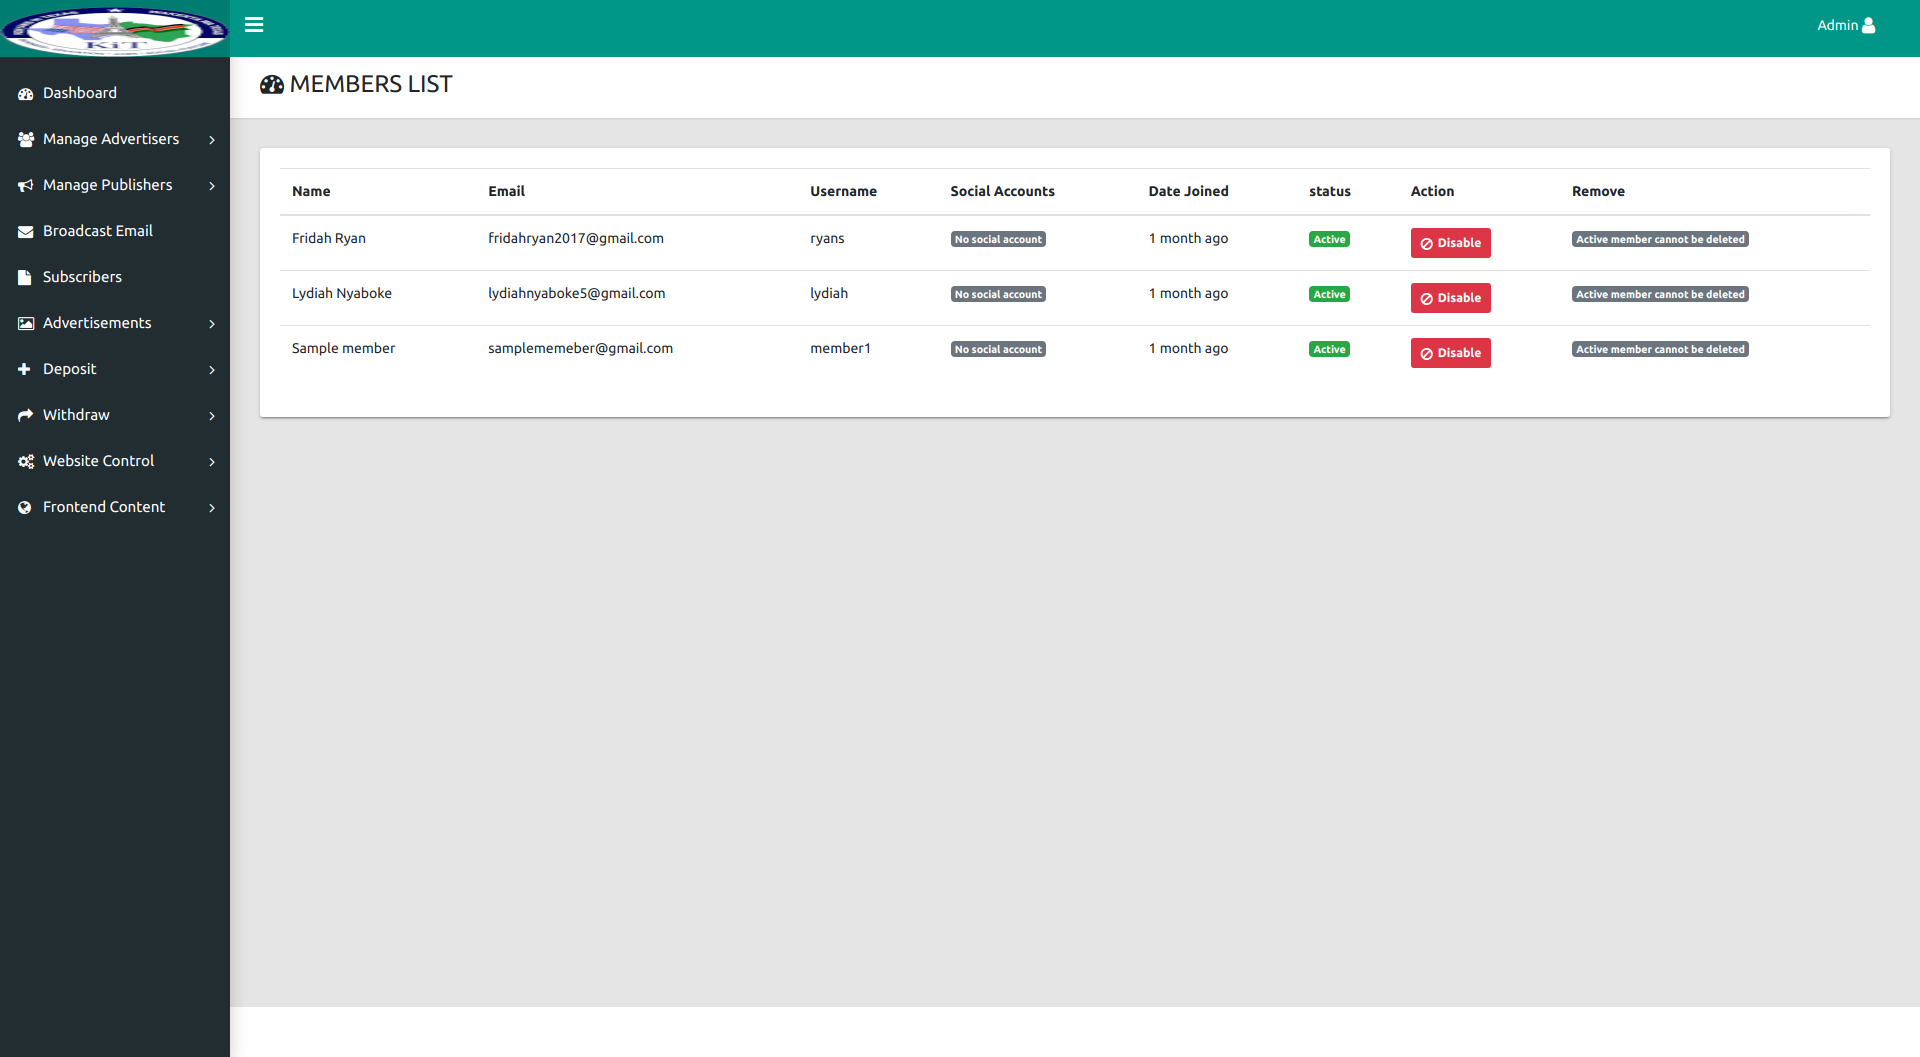 KiT
Admin
MEMBERS LIST
Dashboard
Manage Advertisers
Manage Publishers
Broadcast Email
Subscribers
Advertisements
Deposit
Withdraw
Website Control
Frontend Content
Name Email Username Social Accounts Date Joined status Action Remove
Fridah Ryan fridahryan2017@gmail.com ryans No social account 1 month ago Active Disable Active member cannot be deleted
Lydiah Nyaboke lydiahnyaboke5@gmail.com lydiah No social account 1 month ago Active Disable Active member cannot be deleted
Sample member samplememeber@gmail.com member1 No social account 1 month ago Active Disable Active member cannot be deleted